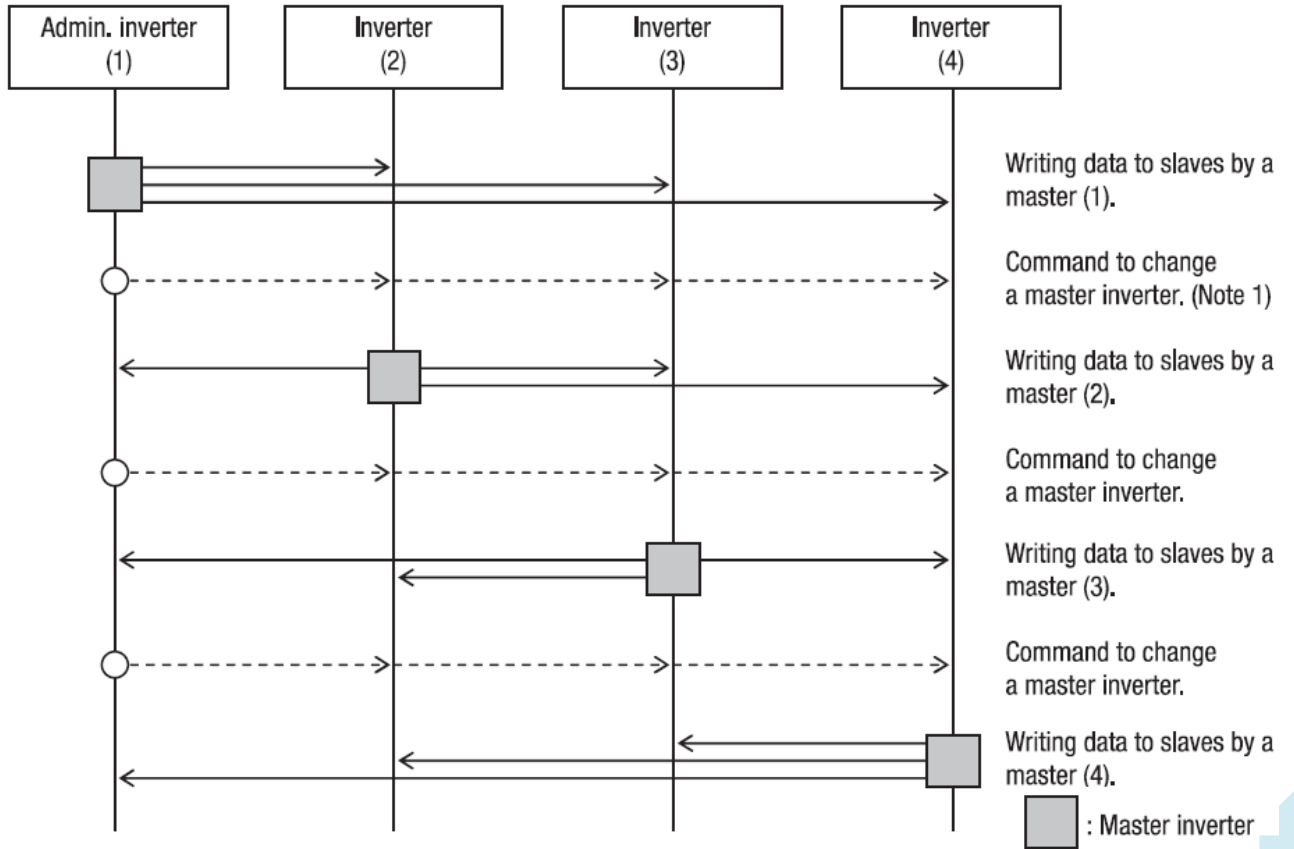 Admin. inverter
(1)
Inverter
(2)
Inverter
(3)
Inverter
(4)
Writing data to slaves by a
master (1).
Command to change
a master inverter. (Note 1)
Writing data to slaves by a
master (2).
Command to change
a master inverter.
Writing data to slaves by a
master (3).
Command to change
a master inverter.
Writing data to slaves by a
master (4).
: Master inverter